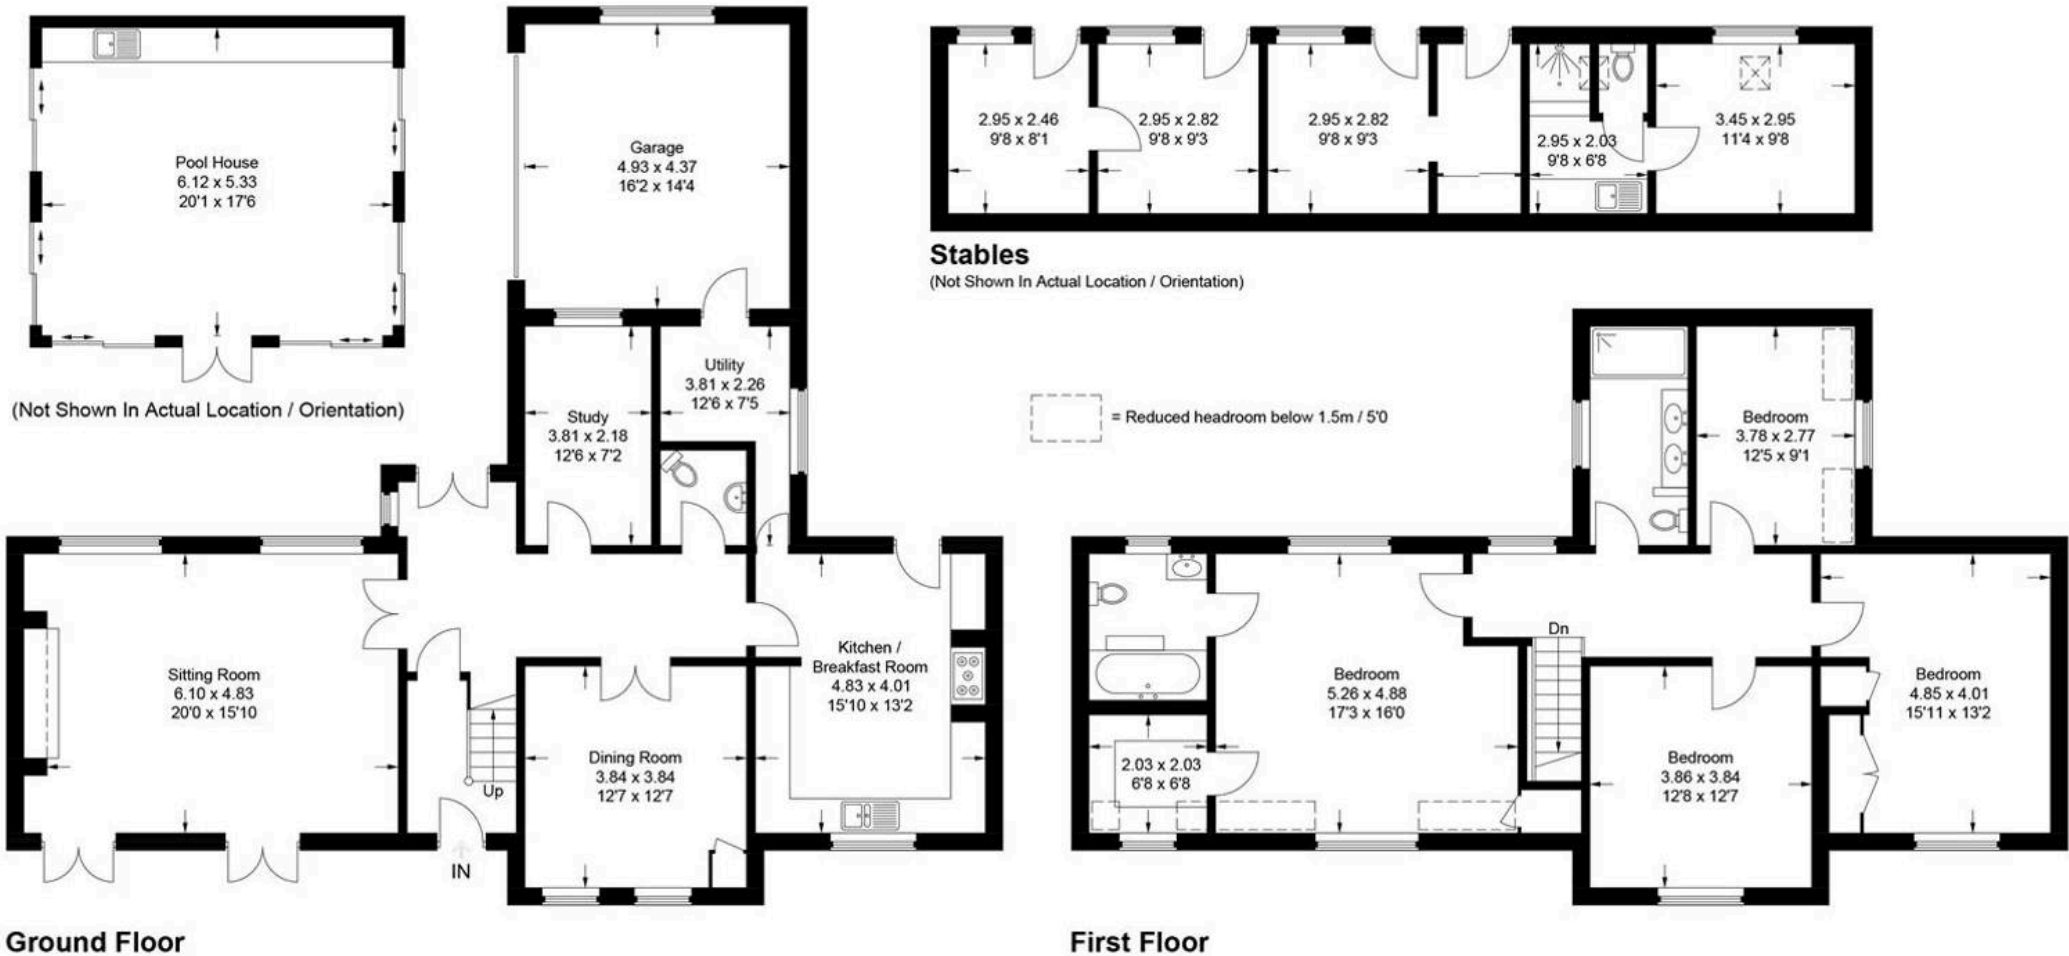 Pool House
6.12 x 5.33
20'1 x 17'6
(Not Shown In Actual Location / Orientation)
Garage
4.93 x 4.37
16'2 x 14'4
Utility
3.81 x 2.26
12'6 x 7'5
Study
3.81 x 2.18
12'6 x 7'2
Sitting Room
6.10 x 4.83
20'0 x 15'10
Up
IN
Dining Room
3.84 x 3.84
12'7 x 12'7
Kitchen /
Breakfast Room
4.83 x 4.01
15'10 x 13'2
Ground Floor
2.95 x 2.46
9'8 x 8'1
2.95 x 2.82
9'8 x 9'3
2.95 x 2.82
9'8 x 9'3
2.95 x 2.03
9'8 x 6'8
3.45 x 2.95
11'4 x 9'8
Stables
(Not Shown In Actual Location / Orientation)
= Reduced headroom below 1.5m / 5'0
Bedroom
3.78 x 2.77
12'5 x 9'1
Dn
Bedroom
5.26 x 4.88
17'3 x 16'0
2.03 x 2.03
6'8 x 6'8
Bedroom
3.86 x 3.84
12'8 x 12'7
Bedroom
4.85 x 4.01
15'11 x 13'2
First Floor